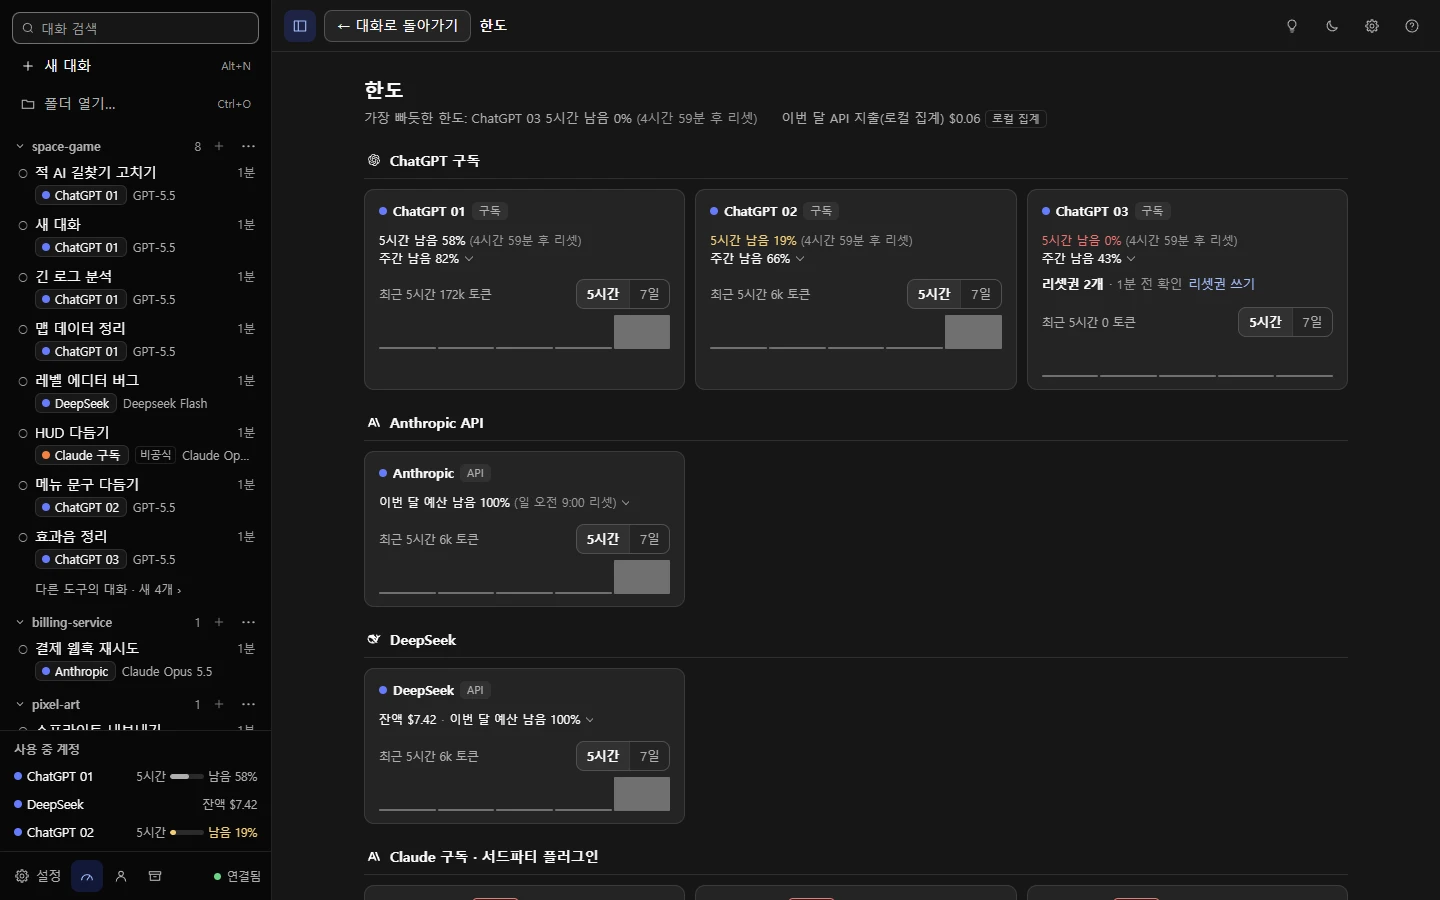 대화 검색
새 대화 Alt+N
폴더 열기... Ctrl+O
space-game 8
적 AI 길찾기 고치기 1분
ChatGPT 01 GPT-5.5
새 대화 1분
ChatGPT 01 GPT-5.5
긴 로그 분석 1분
ChatGPT 01 GPT-5.5
맵 데이터 정리 1분
ChatGPT 01 GPT-5.5
레벨 에디터 버그 1분
DeepSeek Deepseek Flash
HUD 다듬기 1분
Claude 구독 비공식 Claude Op...
메뉴 문구 다듬기 1분
ChatGPT 02 GPT-5.5
효과음 정리 1분
ChatGPT 03 GPT-5.5
다른 도구의 대화 · 새 4개 ›
billing-service 1
결제 웹훅 재시도 1분
Anthropic Claude Opus 5.5
pixel-art 1
사용 중 계정
ChatGPT 01 5시간 남음 58%
DeepSeek 잔액 $7.42
ChatGPT 02 5시간 남음 19%
설정 연결됨
← 대화로 돌아가기 한도
한도
가장 빠듯한 한도: ChatGPT 03 5시간 남음 0% (4시간 59분 후 리셋) 이번 달 API 지출(로컬 집계) $0.06 로컬 집계
ChatGPT 구독
ChatGPT 01 구독
5시간 남음 58% (4시간 59분 후 리셋)
주간 남음 82%
최근 5시간 172k 토큰 5시간 7일
ChatGPT 02 구독
5시간 남음 19% (4시간 59분 후 리셋)
주간 남음 66%
최근 5시간 6k 토큰 5시간 7일
ChatGPT 03 구독
5시간 남음 0% (4시간 59분 후 리셋)
주간 남음 43%
리셋권 2개 · 1분 전 확인 리셋권 쓰기
최근 5시간 0 토큰 5시간 7일
Anthropic API
Anthropic API
이번 달 예산 남음 100% (일 오전 9:00 리셋)
최근 5시간 6k 토큰 5시간 7일
DeepSeek
DeepSeek API
잔액 $7.42 · 이번 달 예산 남음 100%
최근 5시간 6k 토큰 5시간 7일
Claude 구독 · 서드파티 플러그인